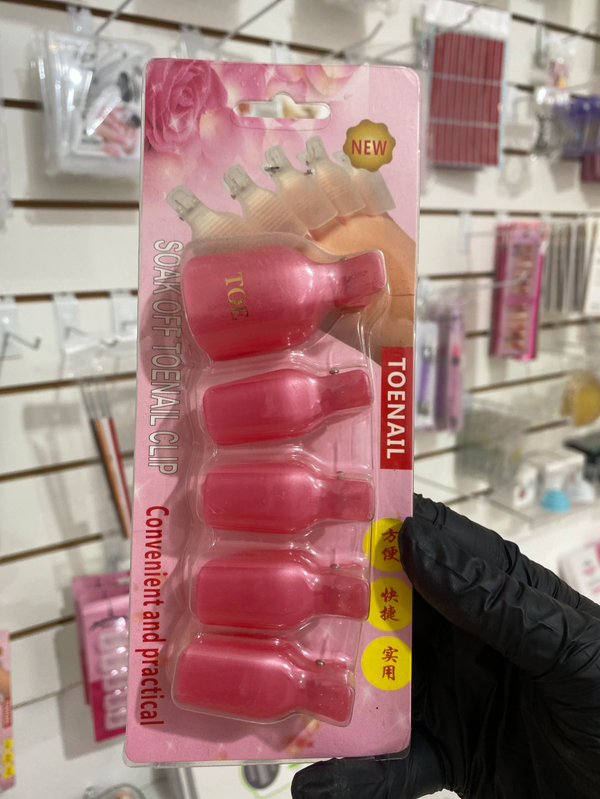 NEW
TOE
SOAK OFF TOENAIL CLIP
TOENAIL
Convenient and practical
方便
快捷
实用